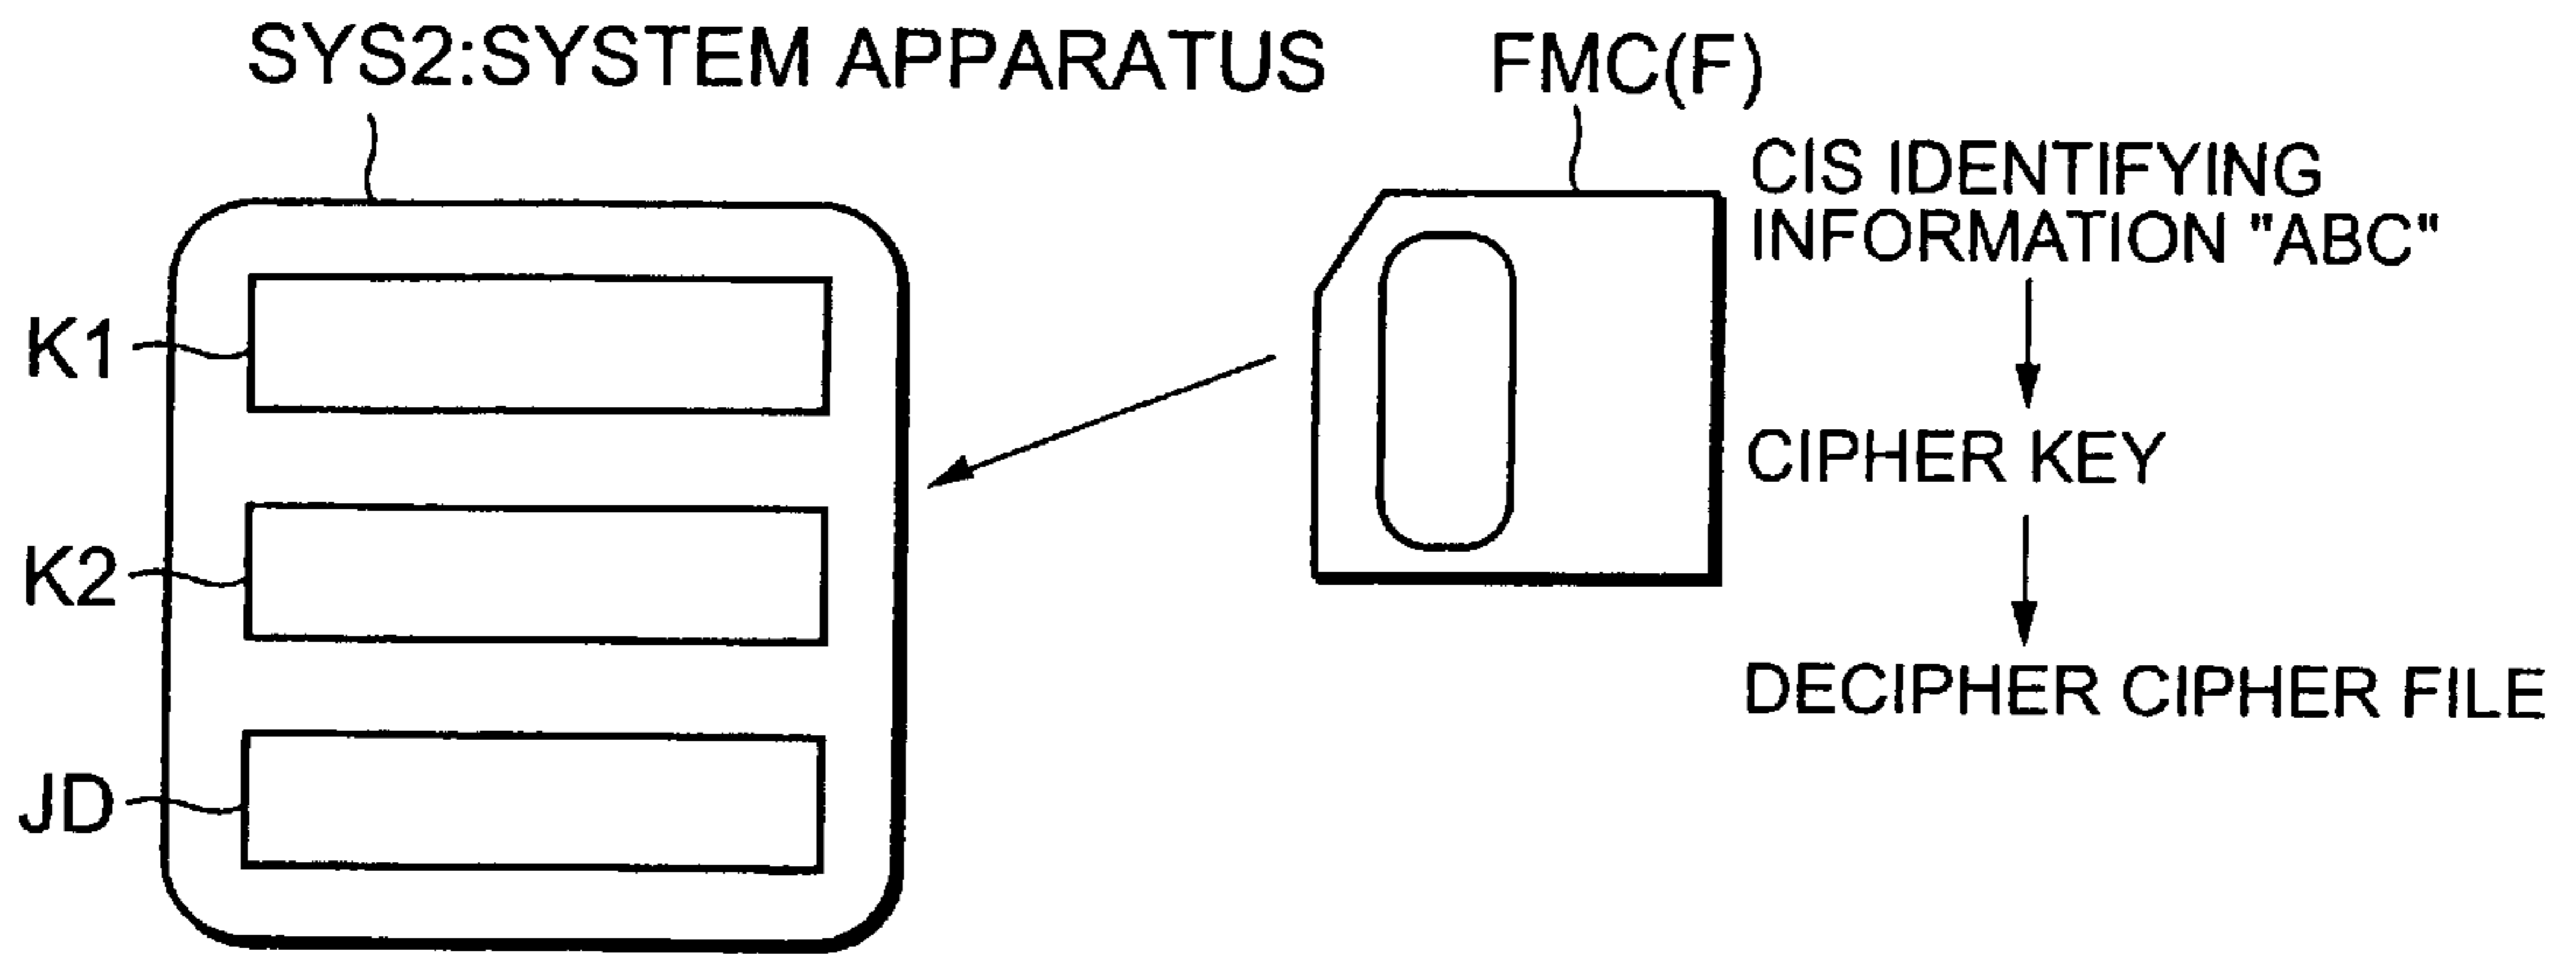 SYS2:SYSTEM APPARATUS
FMC(F)
CIS IDENTIFYING
INFORMATION "ABC"
CIPHER KEY
DECIPHER CIPHER FILE
K1
K2
JD